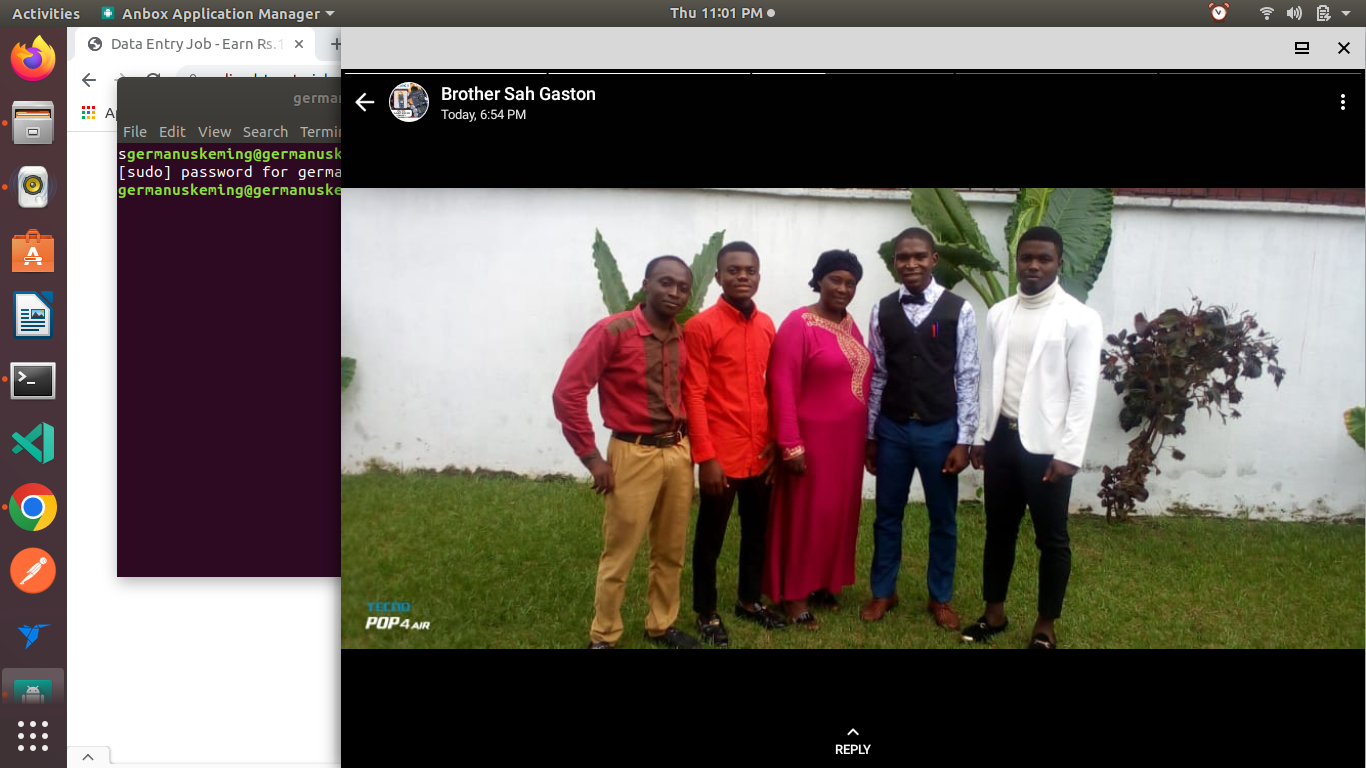 Activities
Anbox Application Manager
Thu 11:01 PM
Data Entry Job - Earn Rs.1
german
File Edit View Search Termin
sgermanuskeming@germanusk
[sudo] password for germa
germanuskeming@germanuske
Brother Sah Gaston
Today, 6:54 PM
TECNO
POP 4 AIR
REPLY